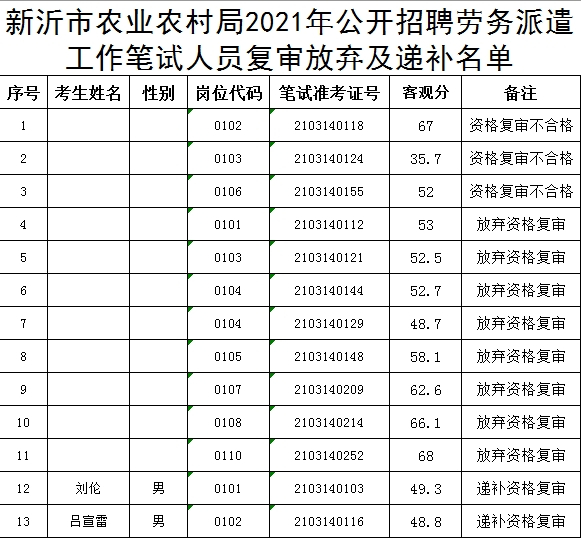 新沂市农业农村局2021年公开招聘劳务派遣
工作笔试人员复审放弃及递补名单
序号 考生姓名 性别 岗位代码 笔试准考证号 客观分 备注
1 0102 2103140118 67 资格复审不合格
2 0103 2103140124 35.7 资格复审不合格
3 0106 2103140155 52 资格复审不合格
4 0101 2103140112 53 放弃资格复审
5 0103 2103140121 52.5 放弃资格复审
6 0104 2103140144 52.7 放弃资格复审
7 0104 2103140129 48.7 放弃资格复审
8 0105 2103140148 58.1 放弃资格复审
9 0107 2103140209 62.6 放弃资格复审
10 0108 2103140214 66.1 放弃资格复审
11 0110 2103140252 68 放弃资格复审
12 刘伦 男 0101 2103140103 49.3 递补资格复审
13 吕宣雷 男 0102 2103140116 48.8 递补资格复审